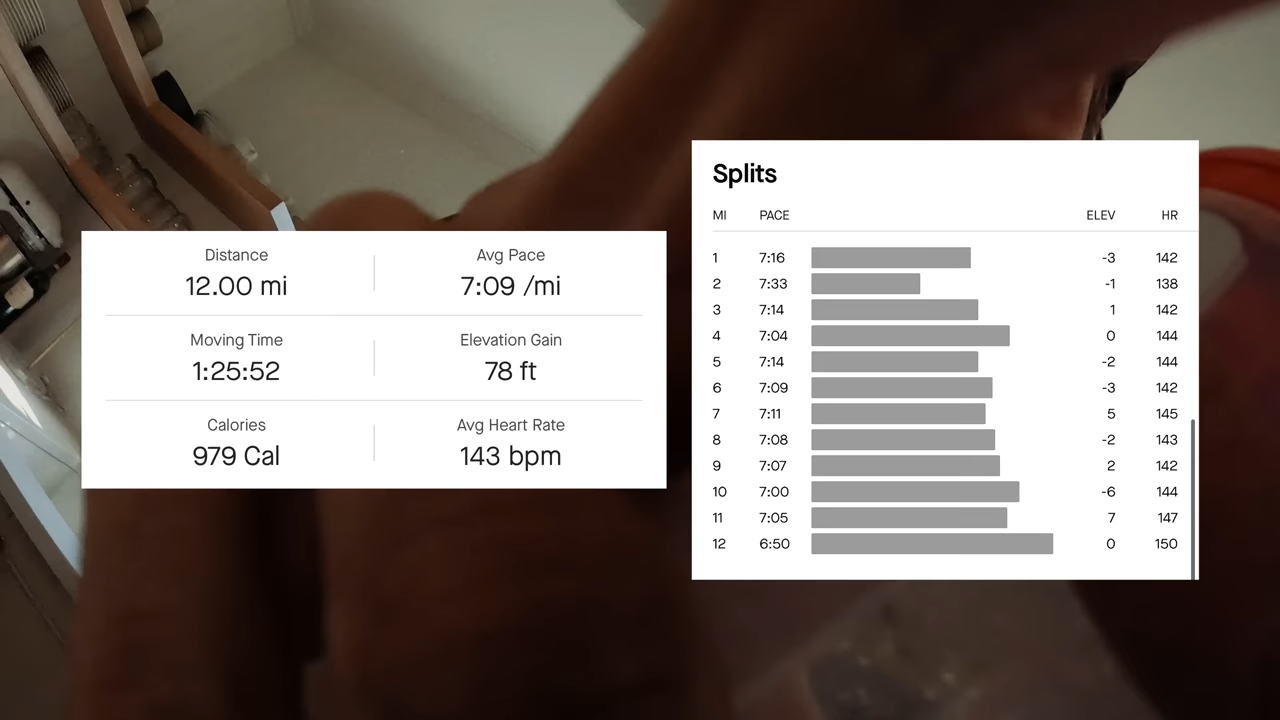 Distance Avg Pace
12.00 mi 7:09 /mi
Moving Time Elevation Gain
1:25:52 78 ft
Calories Avg Heart Rate
979 Cal 143 bpm
Splits
MI PACE ELEV HR
1 7:16 -3 142
2 7:33 -1 138
3 7:14 1 142
4 7:04 0 144
5 7:14 -2 144
6 7:09 -3 142
7 7:11 5 145
8 7:08 -2 143
9 7:07 2 142
10 7:00 -6 144
11 7:05 7 147
12 6:50 0 150